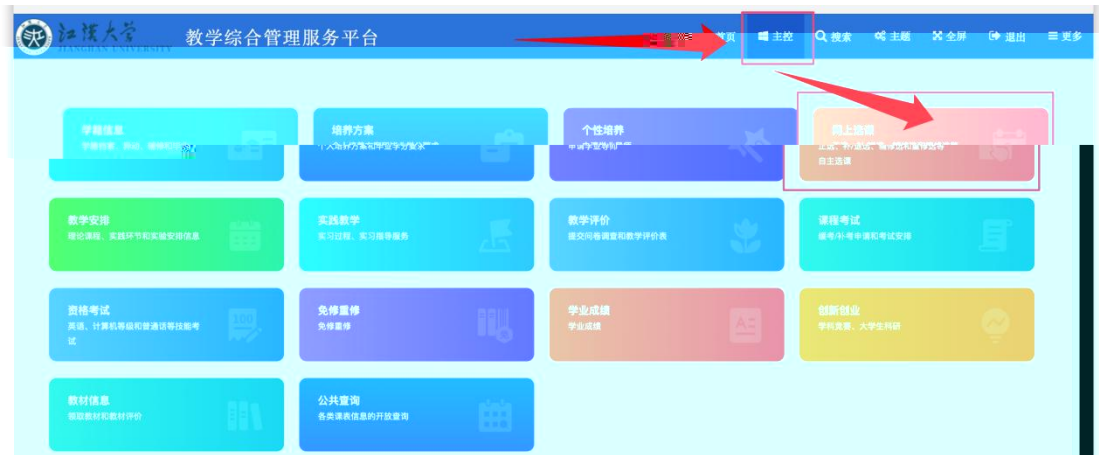 江漢大学
JIANGHAN UNIVERSITY
教学综合管理服务平台
首页
主控
搜索
主题
全屏
退出
更多
学籍信息
培养方案
个性培养
网上选课
自主选课
教学安排
理论课程、实践环节和实验安排信息
实践教学
实习过程、实习指导服务
教学评价
提交问卷调查和教学评价表
课程考试
缓考/补考申请和考试安排
资格考试
英语、计算机等级和普通话等技能考
试
100
免修重修
免修重修
学业成绩
学业成绩
创新创业
学科竞赛、大学生科研
教材信息
领取教材和教材评价
公共查询
各类课表信息的开放查询